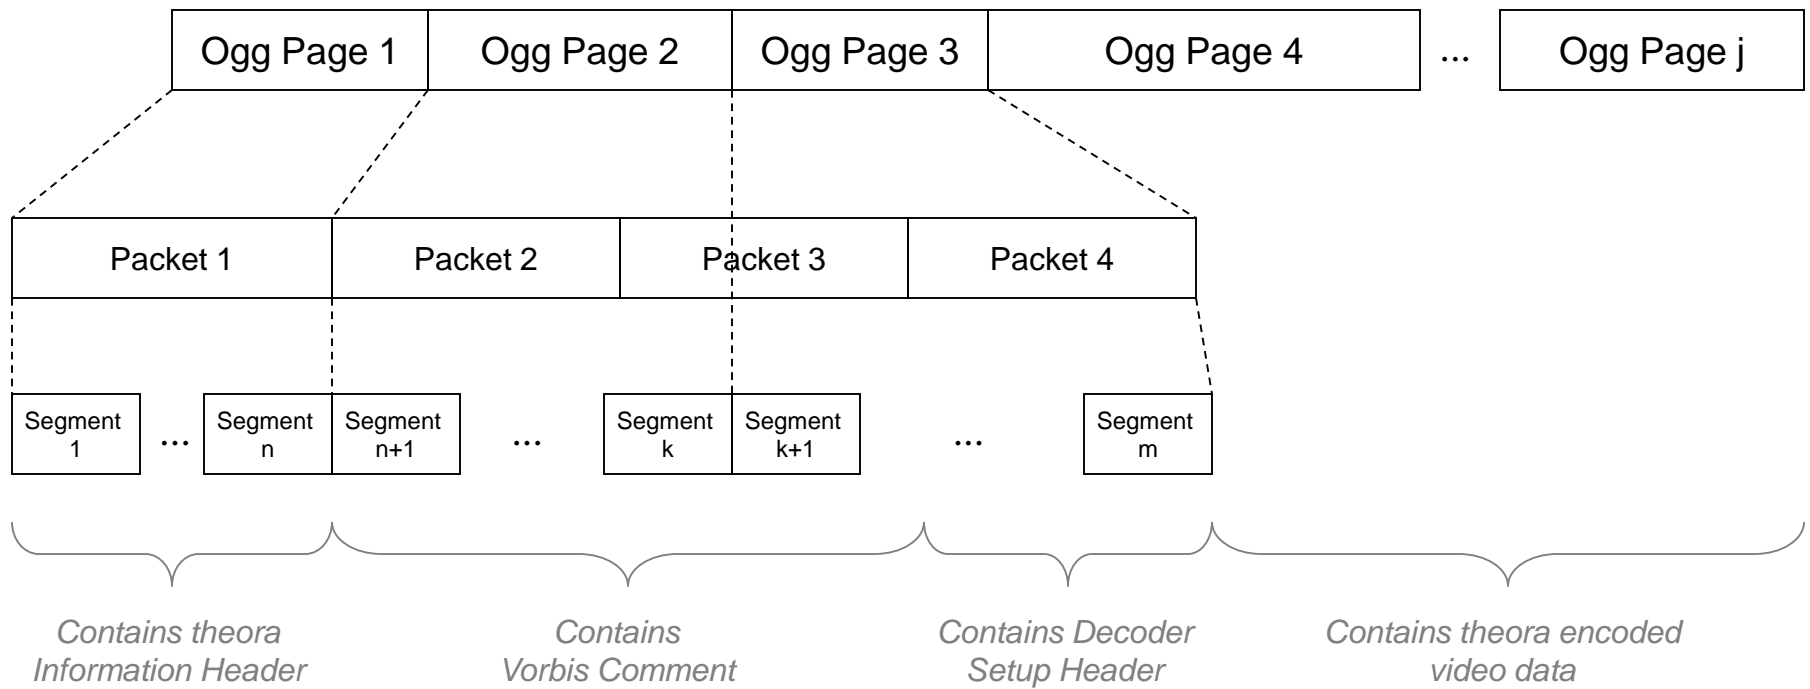 Ogg Page 1
Ogg Page 2
Ogg Page 3
Ogg Page 4
...
Ogg Page j
Packet 1
Packet 2
Packet 3
Packet 4
Segment
1
...
Segment
n
Segment
n+1
...
Segment
k
Segment
k+1
...
Segment
m
Contains theora
Information Header
Contains
Vorbis Comment
Contains Decoder
Setup Header
Contains theora encoded
video data